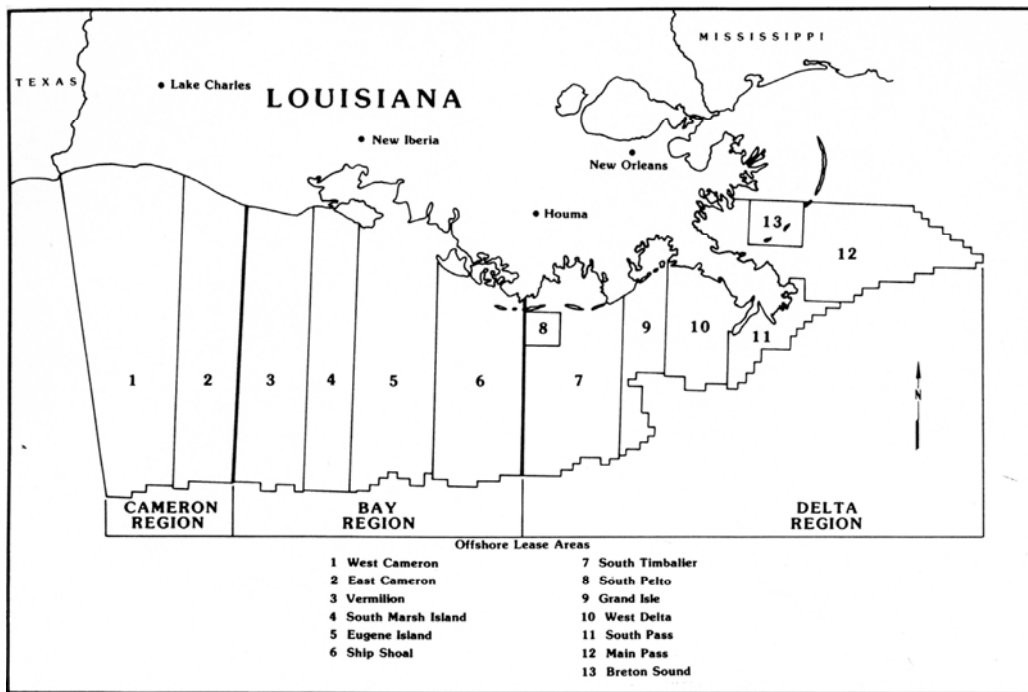 MISSISSIPPI
TEXAS
Lake Charles
LOUISIANA
New Iberia
New Orleans
Houma
13
12
8
9
10
11
1
2
3
4
5
6
7
N
CAMERON
REGION
BAY
REGION
DELTA
REGION
Offshore Lease Areas
1 West Cameron
2 East Cameron
3 Vermilion
4 South Marsh Island
5 Eugene Island
6 Ship Shoal
7 South Timbalier
8 South Pelto
9 Grand Isle
10 West Delta
11 South Pass
12 Main Pass
13 Breton Sound